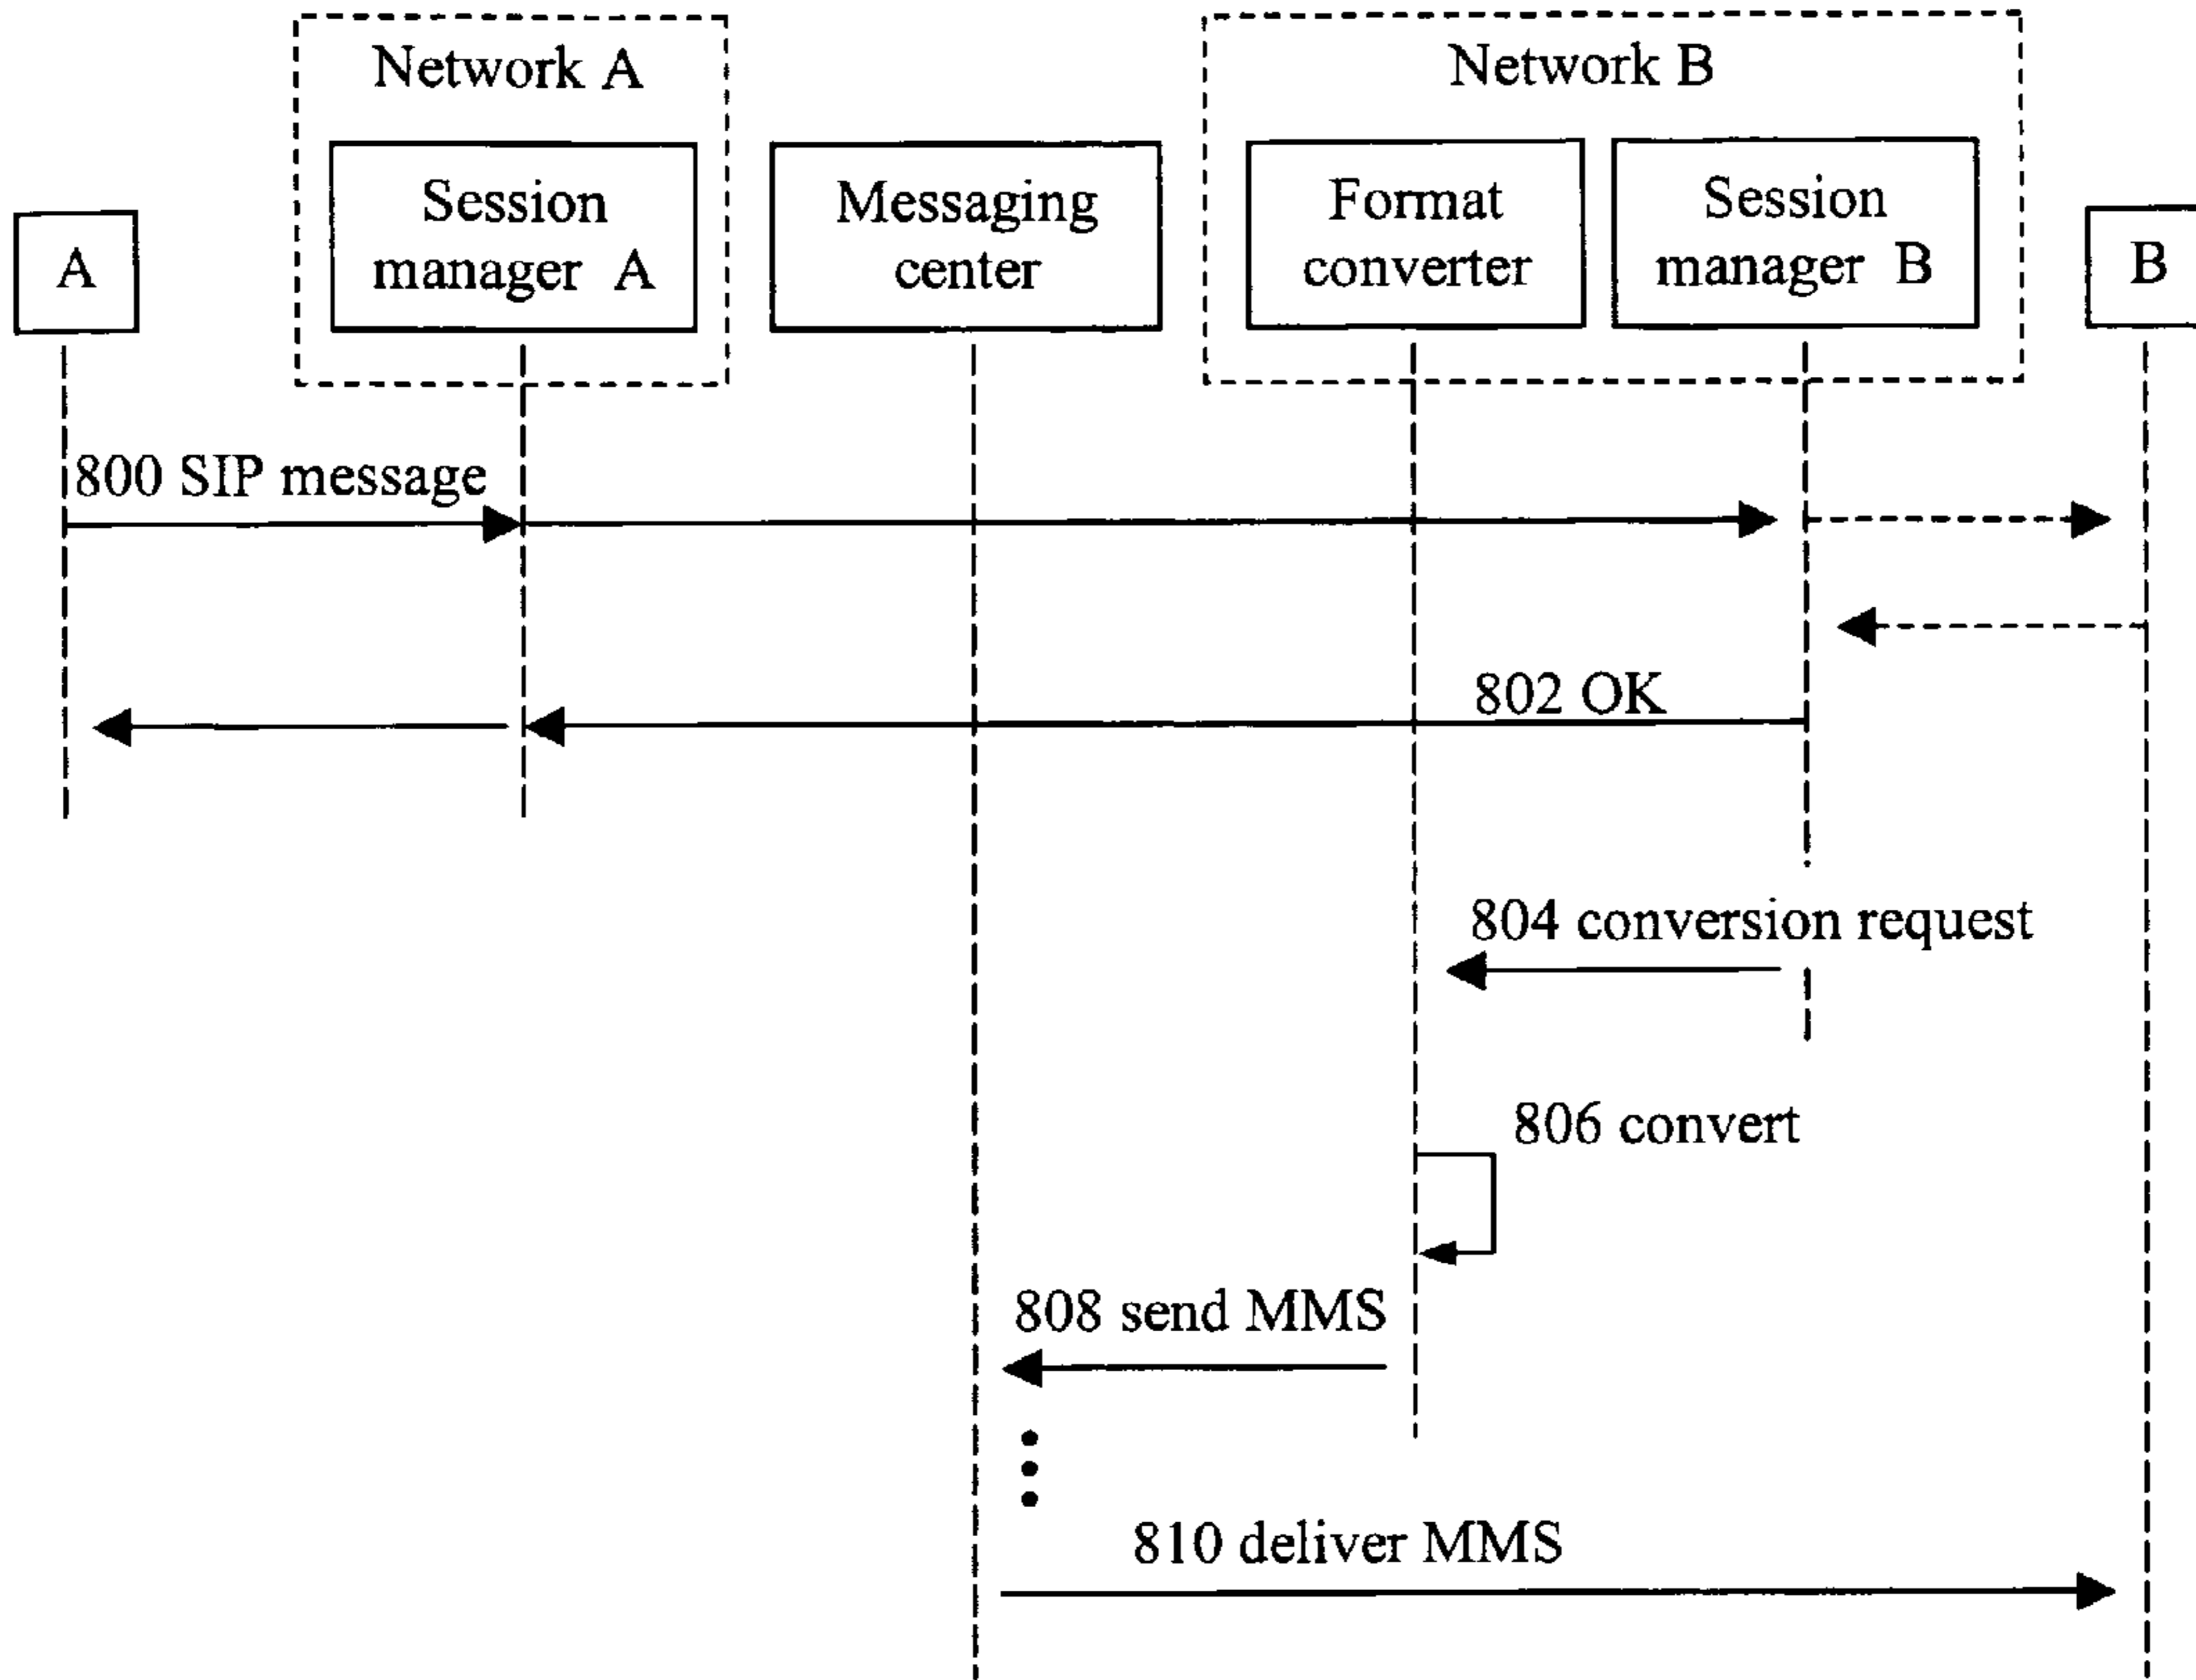 Network A
Network B
A
Session
manager A
Messaging
center
Format
converter
Session
manager B
B
800 SIP message
802 OK
804 conversion request
806 convert
808 send MMS
810 deliver MMS